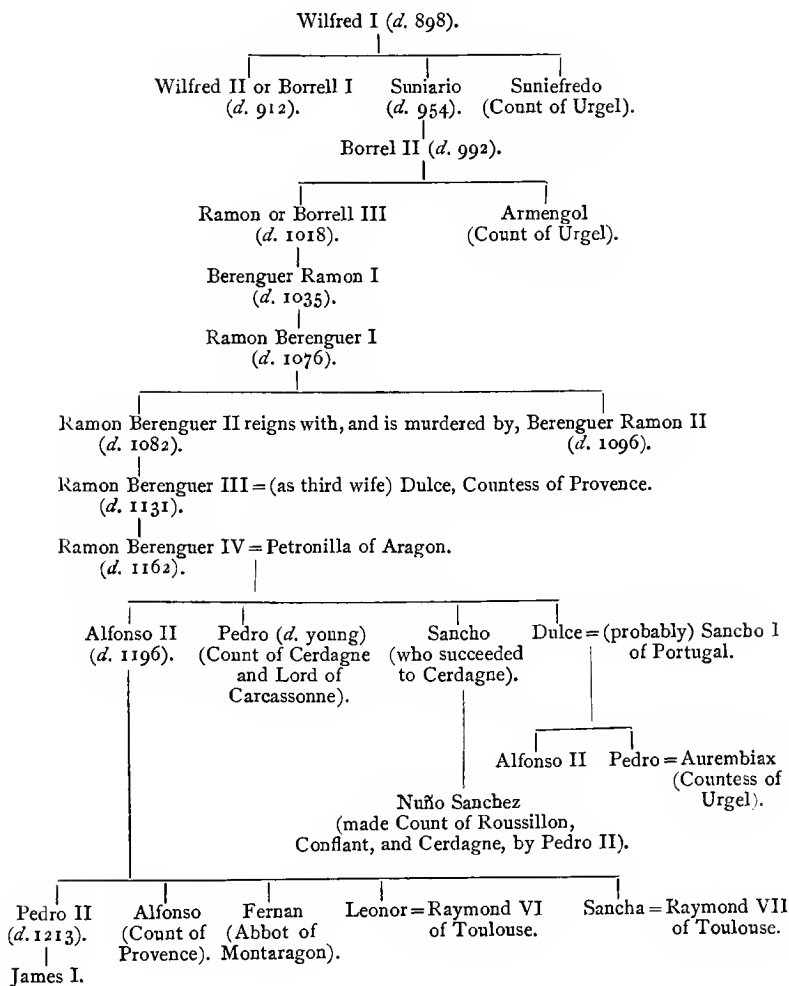 Wilfred I (d. 898).
Wilfred II or Borrell I Suniario Suniefredo
(d. 912). (d. 954). (Count of Urgel).
Borrel II (d. 992).
Ramon or Borrell III Armengol
(d. 1018). (Count of Urgel).
Berenguer Ramon I
(d. 1035).
Ramon Berenguer I
(d. 1076).
Ramon Berenguer II reigns with, and is murdered by, Berenguer Ramon II
(d. 1082). (d. 1096).
Ramon Berenguer III = (as third wife) Dulce, Countess of Provence.
(d. 1131).
Ramon Berenguer IV = Petronilla of Aragon.
(d. 1162).
Alfonso II Pedro (d. young) Sancho Dulce = (probably) Sancho I
(d. 1196). (Count of Cerdagne (who succeeded of Portugal.
and Lord of to Cerdagne).
Carcassonne).
Alfonso II Pedro = Aurembiax
(Countess of
Urgel).
Nuño Sanchez
(made Count of Roussillon,
Conflant, and Cerdagne, by Pedro II).
Pedro II Alfonso Fernan Leonor = Raymond VI Sancha = Raymond VII
(d. 1213). (Count of (Abbot of of Toulouse. of Toulouse.
Provence). Montaragon).
James I.